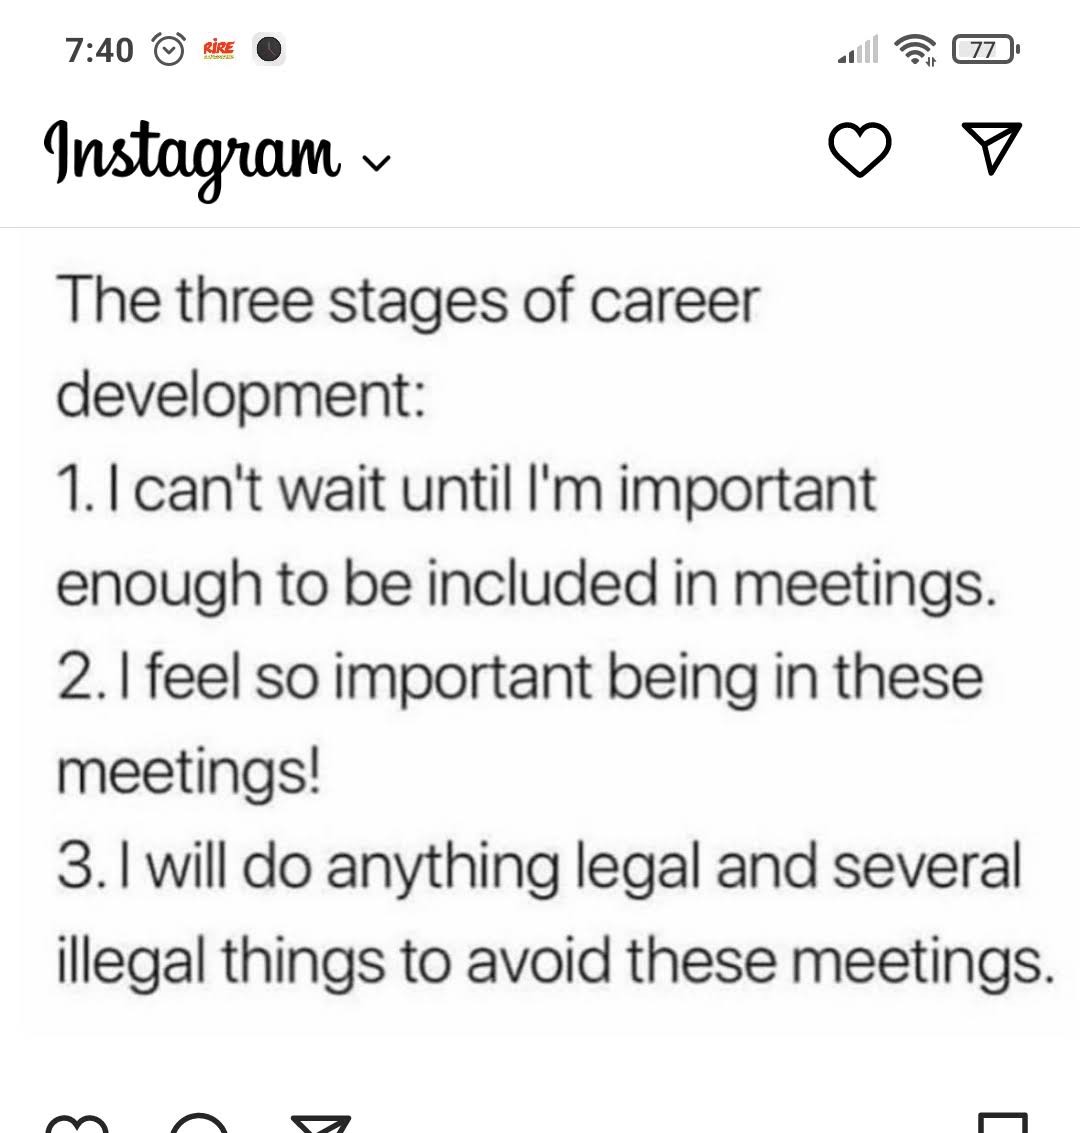 7:40 RIRE 77
Instagram
The three stages of career
development:
1. I can't wait until I'm important
enough to be included in meetings.
2. I feel so important being in these
meetings!
3. I will do anything legal and several
illegal things to avoid these meetings.